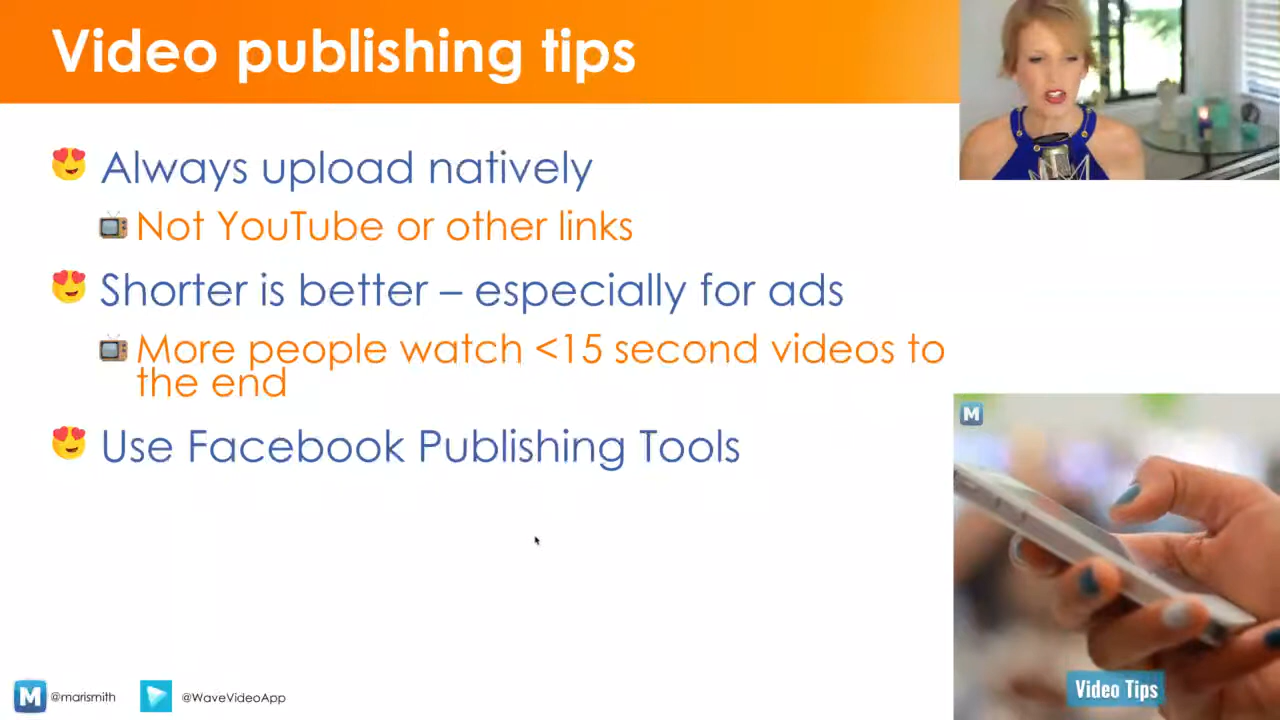 Video publishing tips
Always upload natively
Not YouTube or other links
Shorter is better – especially for ads
More people watch <15 second videos to
the end
Use Facebook Publishing Tools
M
Video Tips
M @marismith @WaveVideoApp